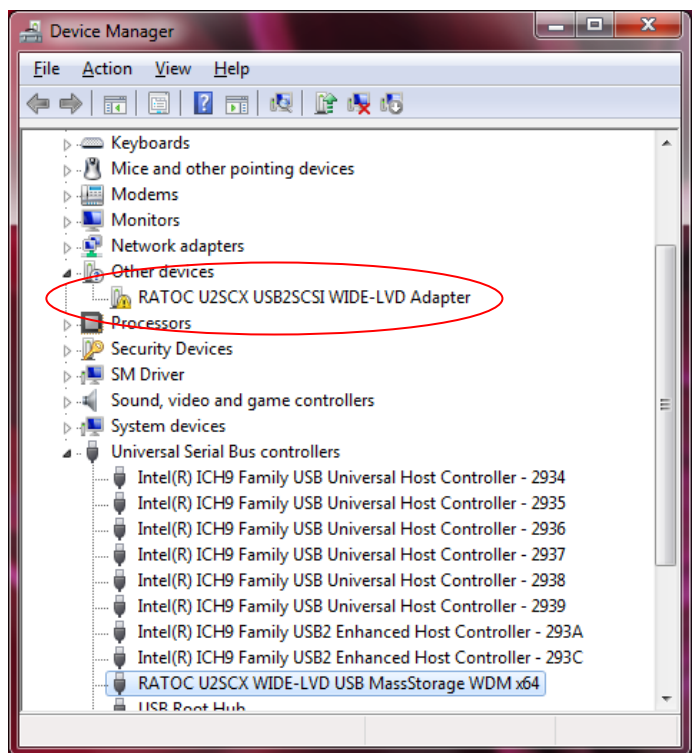 Device Manager
File Action View Help
Keyboards
Mice and other pointing devices
Modems
Monitors
Network adapters
Other devices
RATOC U2SCX USB2SCSI WIDE-LVD Adapter
Processors
Security Devices
SM Driver
Sound, video and game controllers
System devices
Universal Serial Bus controllers
Intel(R) ICH9 Family USB Universal Host Controller - 2934
Intel(R) ICH9 Family USB Universal Host Controller - 2935
Intel(R) ICH9 Family USB Universal Host Controller - 2936
Intel(R) ICH9 Family USB Universal Host Controller - 2937
Intel(R) ICH9 Family USB Universal Host Controller - 2938
Intel(R) ICH9 Family USB Universal Host Controller - 2939
Intel(R) ICH9 Family USB2 Enhanced Host Controller - 293A
Intel(R) ICH9 Family USB2 Enhanced Host Controller - 293C
RATOC U2SCX WIDE-LVD USB MassStorage WDM x64
USB Root Hub